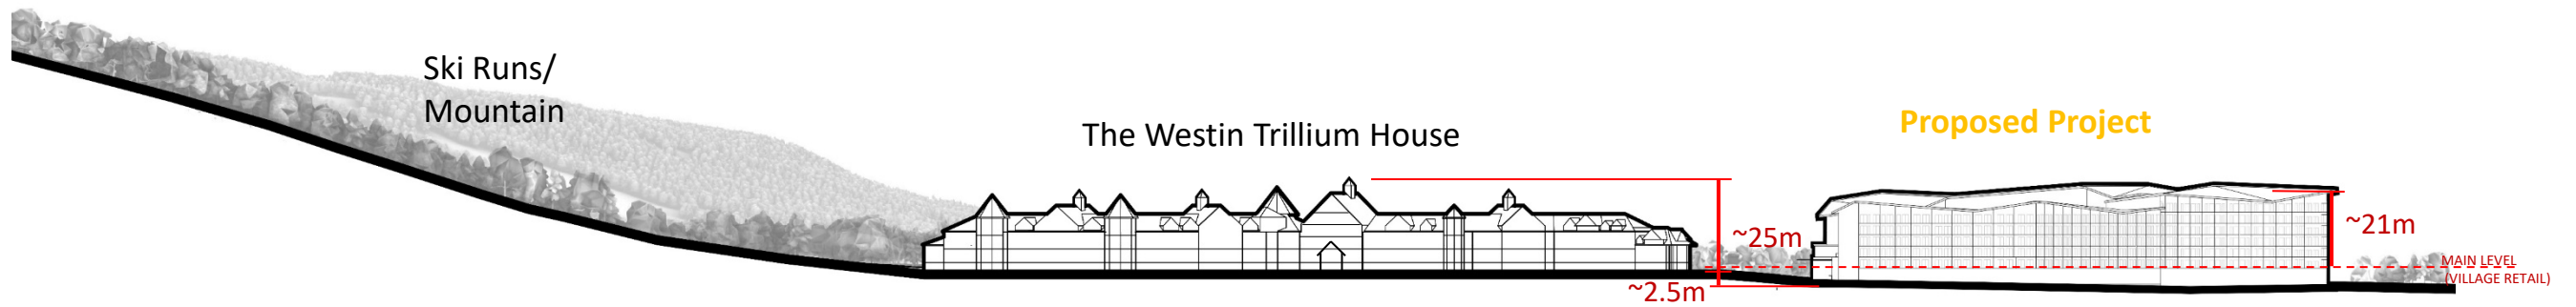 Ski Runs/
Mountain
The Westin Trillium House
Proposed Project
~25m
~2.5m
~21m
MAIN LEVEL
(VILLAGE RETAIL)